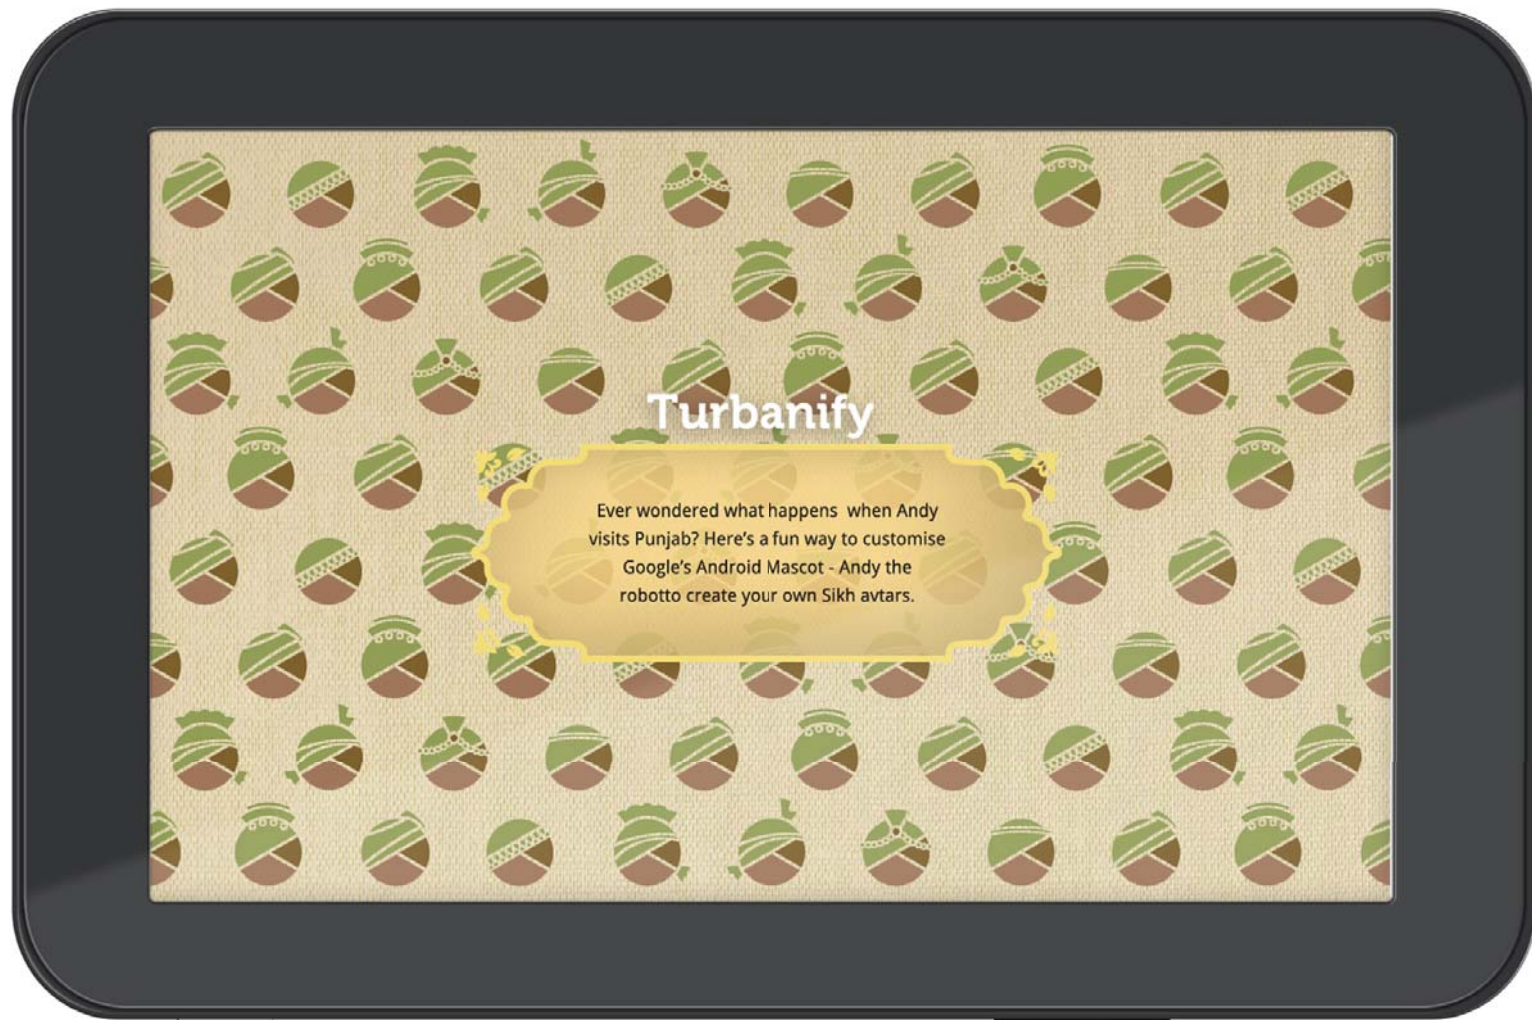 Turbanify
Ever wondered what happens when Andy
visits Punjab? Here's a fun way to customise
Google's Android Mascot - Andy the
robotto create your own Sikh avtars.